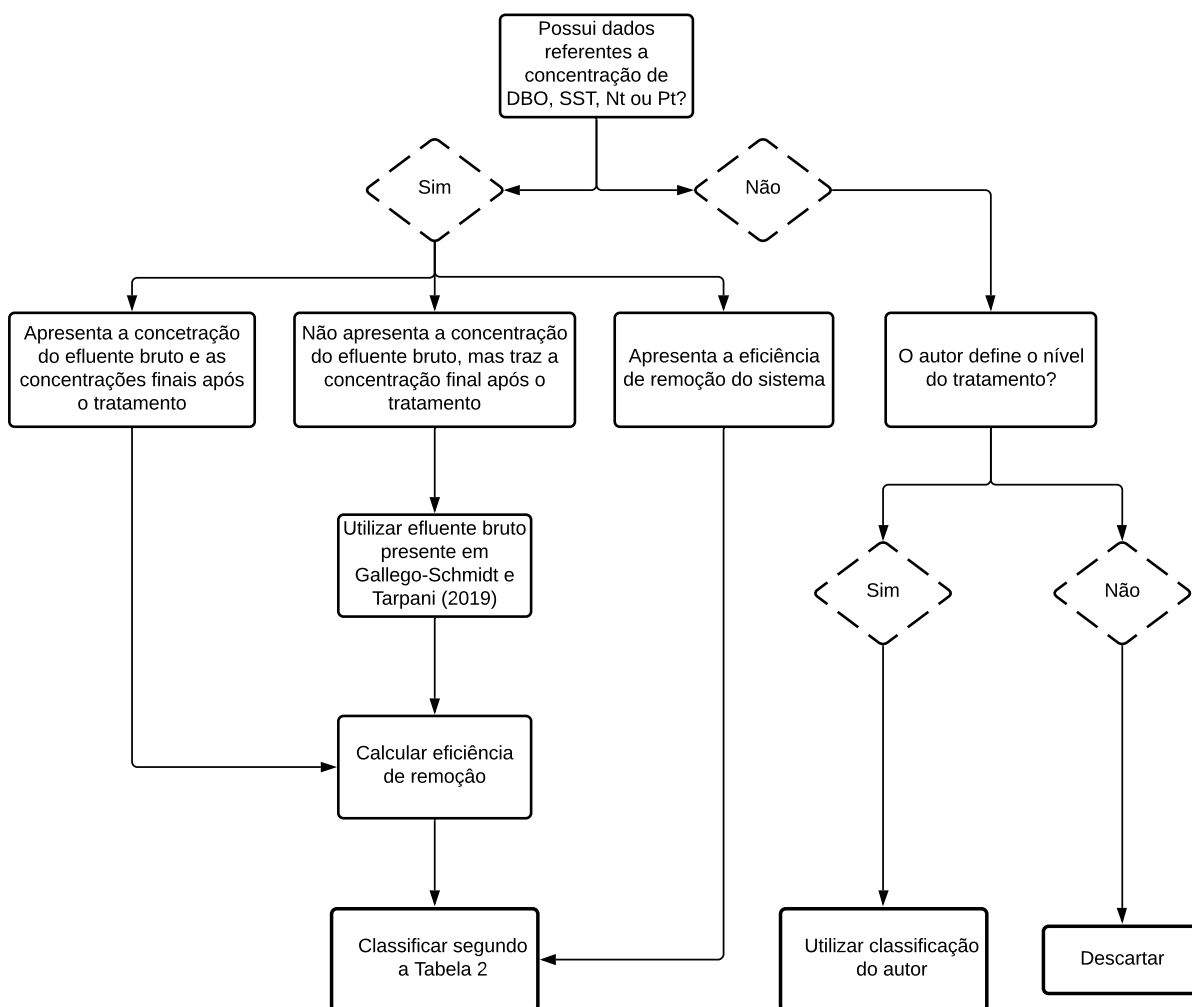 Possui dados
referentes a
concentração de
DBO, SST, Nt ou Pt?
Sim
Não
Apresenta a concetração
do efluente bruto e as
concentrações finais após
o tratamento
Não apresenta a concentração
do efluente bruto, mas traz a
concentração final após o
tratamento
Apresenta a eficiência
de remoção do sistema
O autor define o nível
do tratamento?
Utilizar efluente bruto
presente em
Gallego-Schmidt e
Tarpani (2019)
Sim
Não
Calcular eficiência
de remoçâo
Classificar segundo
a Tabela 2
Utilizar classificação
do autor
Descartar